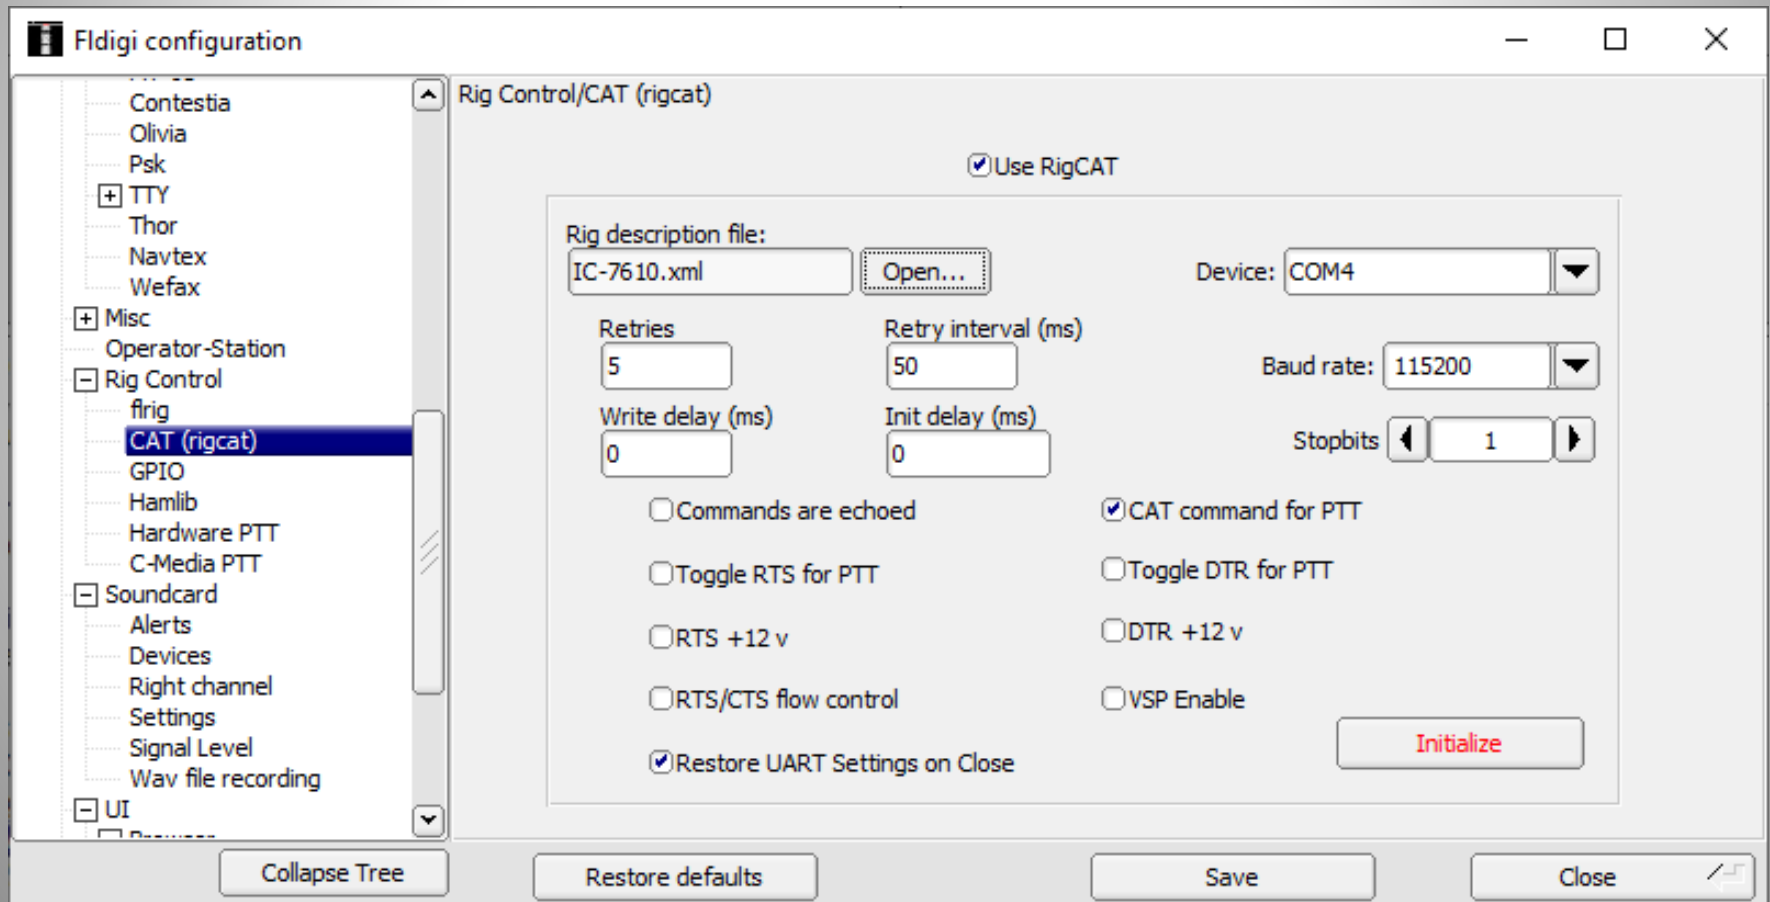 Fldigi configuration
Contestia
Olivia
Psk
TTY
Thor
Navtex
Wefax
Misc
Operator-Station
Rig Control
flrig
CAT (rigcat)
GPIO
Hamlib
Hardware PTT
C-Media PTT
Soundcard
Alerts
Devices
Right channel
Settings
Signal Level
Wav file recording
UI
Collapse Tree
Rig Control/CAT (rigcat)
Use RigCAT
Rig description file:
IC-7610.xml Open... Device: COM4
Retries Retry interval (ms)
5 50 Baud rate: 115200
Write delay (ms) Init delay (ms)
0 0 Stopbits 1
Commands are echoed CAT command for PTT
Toggle RTS for PTT Toggle DTR for PTT
RTS +12 v DTR +12 v
RTS/CTS flow control VSP Enable
Initialize
Restore UART Settings on Close
Restore defaults Save Close